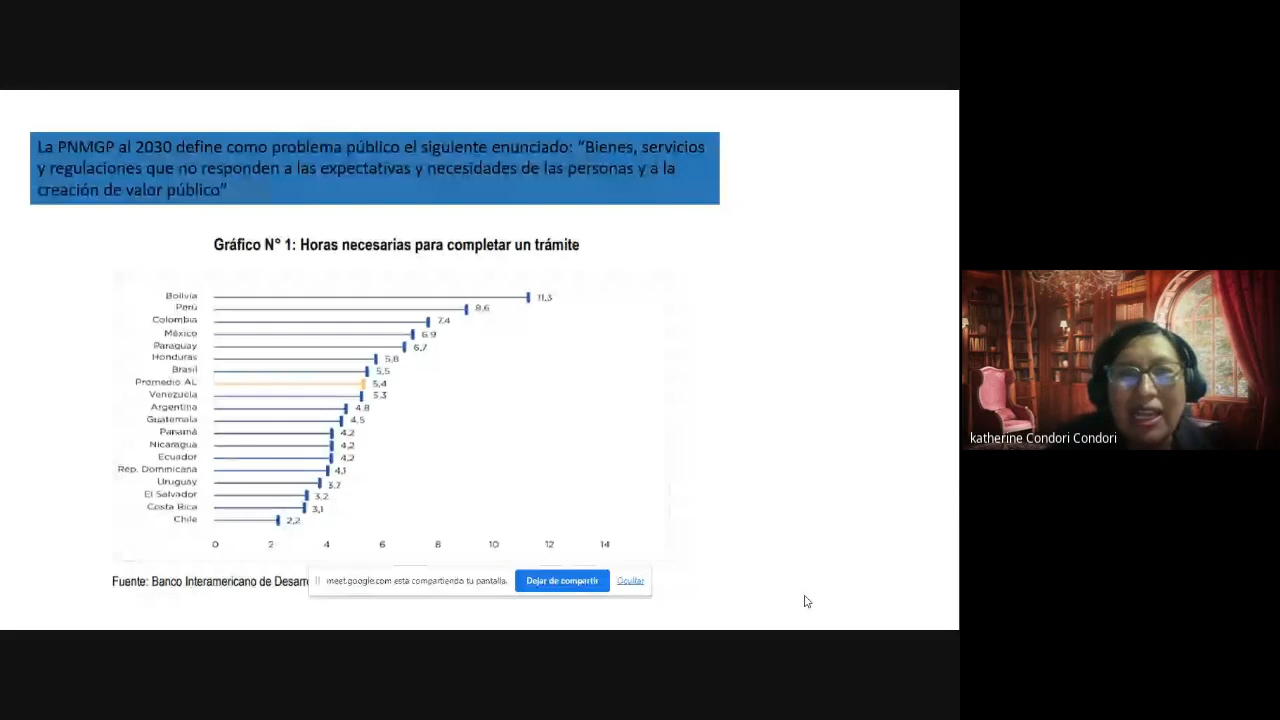 La PNMGP al 2030 define como problema público el siguiente enunciado: "Bienes, servicios
y regulaciones que no responden a las expectativas y necesidades de las personas y a la
creación de valor público"
Gráfico N° 1: Horas necesarias para completar un trámite
Bolivia 11,3
Perú 8,6
Colombia 7,4
México 6,9
Paraguay 6,7
Honduras 5,8
Brasil 5,5
Promedio AL 5,4
Venezuela 5,3
Argentina 4,8
Guatemala 4,5
Panamá 4,2
Nicaragua 4,2
Ecuador 4,2
Rep. Dominicana 4,1
Uruguay 3,7
El Salvador 3,2
Costa Rica 3,1
Chile 2,2
0 2 4 6 8 10 12 14
Fuente: Banco Interamericano de Desarro
meet.google.com está compartiendo tu pantalla.
Dejar de compartir
Ocultar
katherine Condori Condori